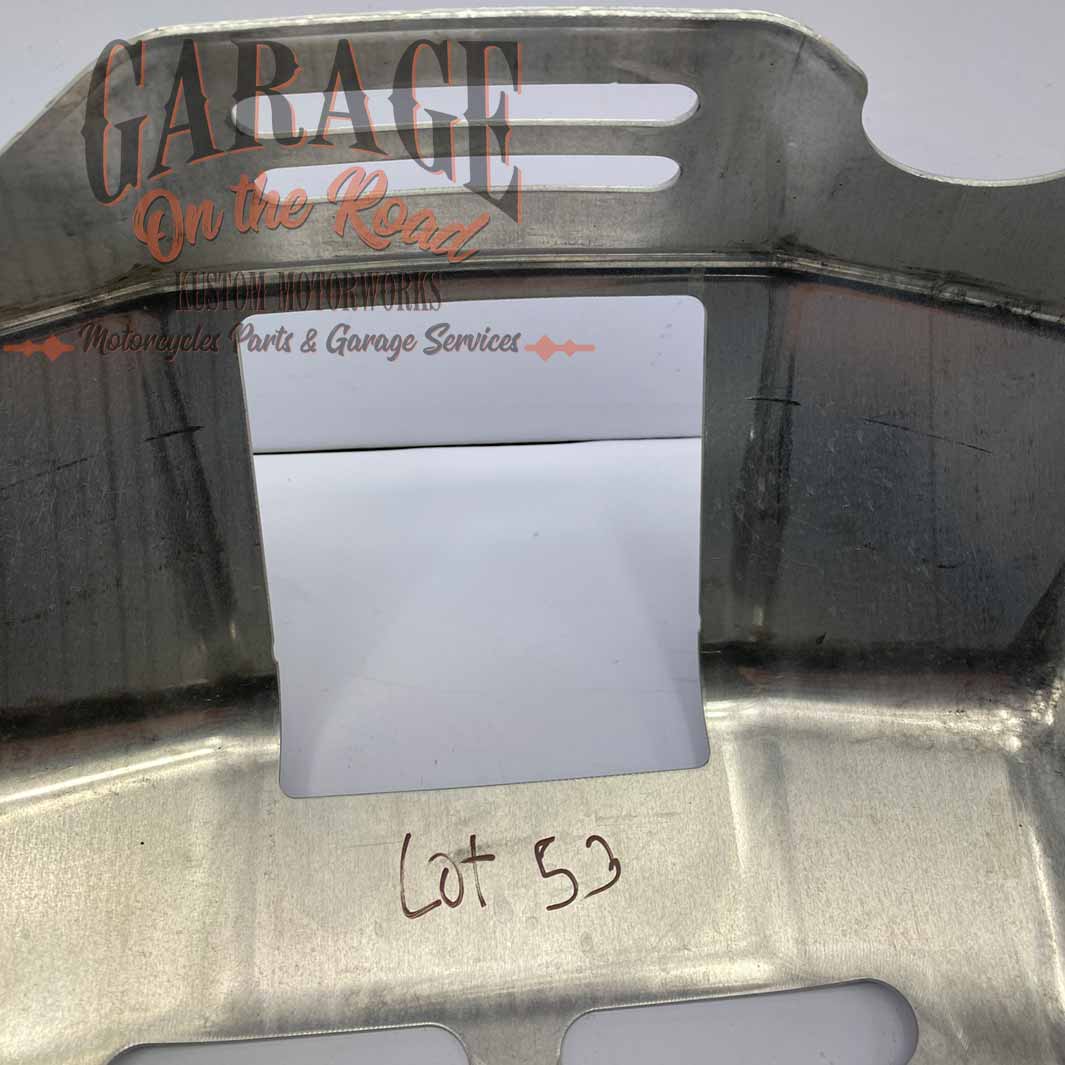 GARAGE
On the Road
KUSTOM MOTORWORKS
Motorcycles Parts & Garage Services
Lot 53